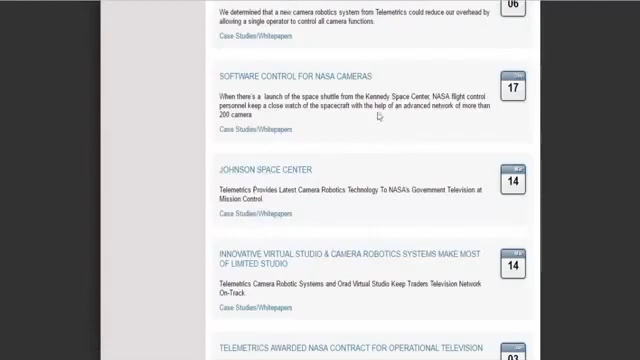 06
We determined that a new camera robotics system from Telemetrics could reduce our overhead by
allowing a single operator to control all camera functions.
Case Studies/Whitepapers
SOFTWARE CONTROL FOR NASA CAMERAS
17
When there's a launch of the space shuttle from the Kennedy Space Center, NASA flight control
personnel keep a close watch of the spacecraft with the help of an advanced network of more than
200 camera
Case Studies/Whitepapers
JOHNSON SPACE CENTER
Mar
14
Telemetrics Provides Latest Camera Robotics Technology To NASA's Government Television at
Mission Control.
Case Studies/Whitepapers
INNOVATIVE VIRTUAL STUDIO & CAMERA ROBOTICS SYSTEMS MAKE MOST
OF LIMITED STUDIO
Mar
14
Telemetrics Camera Robotic Systems and Orad Virtual Studio Keep Traders Television Network
On-Track.
Case Studies/Whitepapers
TELEMETRICS AWARDED NASA CONTRACT FOR OPERATIONAL TELEVISION
03